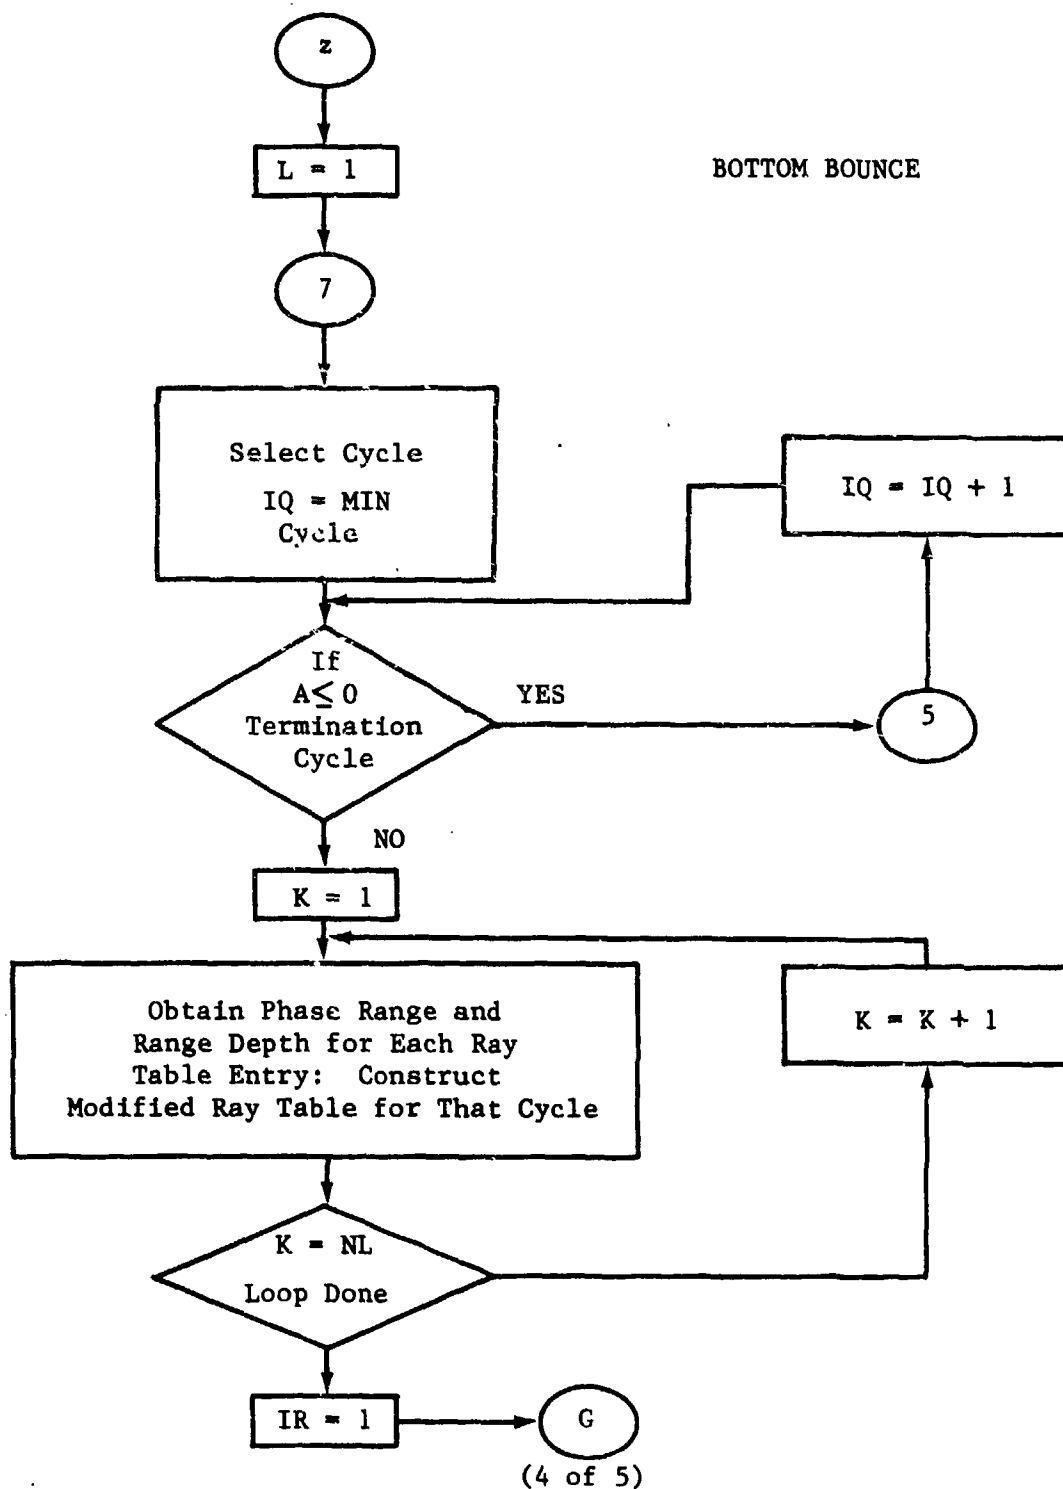 z
L = 1
BOTTOM BOUNCE
7
Select Cycle
IQ = MIN
Cycle
IQ = IQ + 1
If
A ≤ 0
Termination
Cycle
YES
5
NO
K = 1
Obtain Phase Range and
Range Depth for Each Ray
Table Entry: Construct
Modified Ray Table for That Cycle
K = K + 1
K = NL
Loop Done
IR = 1
G
(4 of 5)